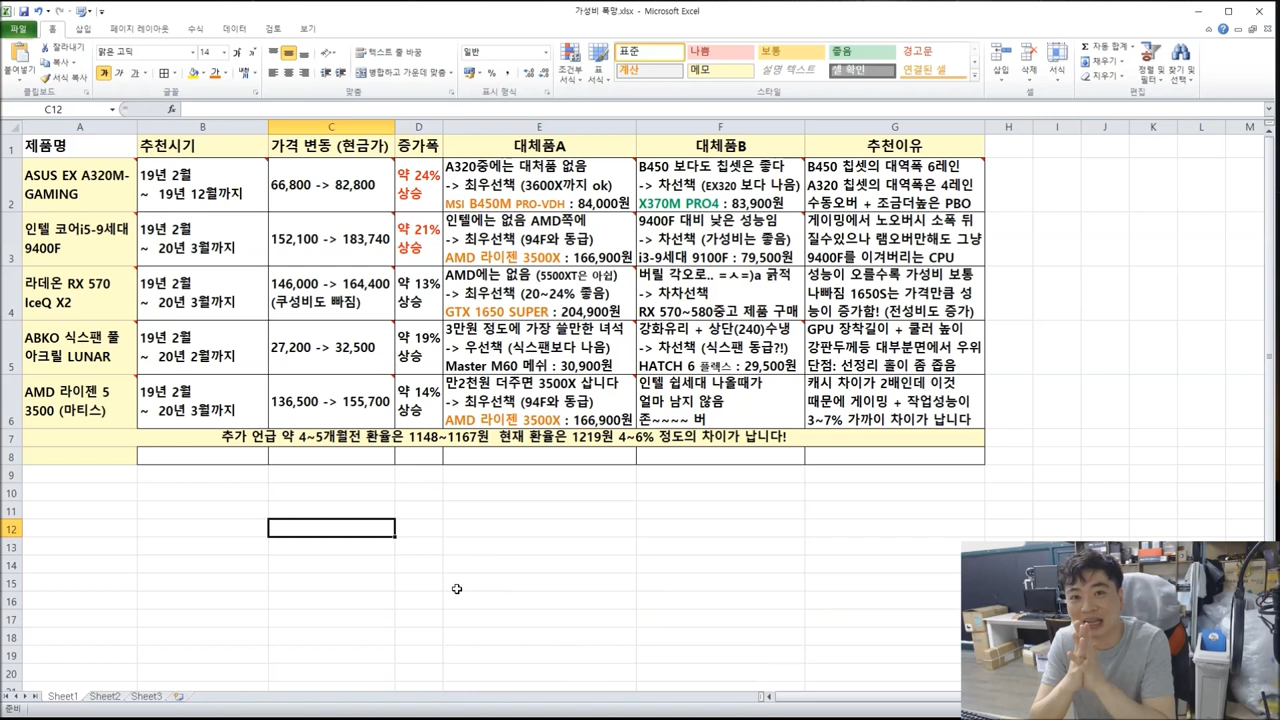 가성비 폭망.xlsx - Microsoft Excel
파일 홈 삽입 페이지 레이아웃 수식 데이터 검토 보기
붙여넣기
잘라내기
복사
서식 복사
클립보드
맑은 고딕 14
글꼴
텍스트 줄 바꿈
병합하고 가운데 맞춤
맞춤
일반
표시 형식
조건부 서식
표 서식
표준 나쁨 보통 좋음 경고문
계산 메모 설명 텍스트 셀 확인 연결된 셀
스타일
삽입 삭제 서식
셀
자동 합계
채우기
지우기
정렬 및 필터
찾기 및 선택
편집
C12
fx
A B C D E F G H I J K L M
1 제품명 추천시기 가격 변동 (현금가) 증가폭 대체품A 대체품B 추천이유
2
ASUS EX A320M-
GAMING
19년 2월
~ 19년 12월까지
66,800 -> 82,800
약 24%
상승
A320중에는 대처품 없음
-> 최우선책 (3600X까지 ok)
MSI B450M PRO-VDH : 84,000원
B450 보다도 칩셋은 좋다
-> 차선책 (EX320 보다 나음)
X370M PRO4 : 83,900원
B450 칩셋의 대역폭 6레인
A320 칩셋의 대역폭은 4레인
수동오버 + 조금더높은 PBO
3
인텔 코어i5-9세대
9400F
19년 2월
~ 20년 3월까지
152,100 -> 183,740
약 21%
상승
인텔에는 없음 AMD쪽에
-> 최우선책 (94F와 동급)
AMD 라이젠 3500X : 166,900원
9400F 대비 낮은 성능임
-> 차선책 (가성비는 좋음)
i3-9세대 9100F : 79,500원
게이밍에서 노오버시 소폭 뒤
질수있으나 램오버만해도 그냥
9400F를 이겨버리는 CPU
4
라데온 RX 570
IceQ X2
19년 2월
~ 20년 3월까지
146,000 -> 164,400
(쿠성비도 빠짐)
약 13%
상승
AMD에는 없음 (5500XT은 아쉽)
-> 최우선책 (20~24% 좋음)
GTX 1650 SUPER : 204,900원
버릴 각오로.. =ㅅ=)a 긁적
-> 차차선책
RX 570~580중고 제품 구매
성능이 오를수록 가성비 보통
나빠짐 1650S는 가격만큼 성
능이 증가함! (전성비도 증가)
5
ABKO 식스팬 풀
아크릴 LUNAR
19년 2월
~ 20년 2월까지
27,200 -> 32,500
약 19%
상승
3만원 정도에 가장 쓸만한 녀석
-> 우선책 (식스팬보다 나음)
Master M60 메쉬 : 30,900원
강화유리 + 상단(240)수냉
-> 차선책 (식스팬 동급?!)
HATCH 6 플렉스 : 29,500원
GPU 장착길이 + 쿨러 높이
강판두께등 대부분면에서 우위
단점: 선정리 홀이 좀 좁음
6
AMD 라이젠 5
3500 (마티스)
19년 2월
~ 20년 3월까지
136,500 -> 155,700
약 14%
상승
만2천원 더주면 3500X 삽니다
-> 최우선책 (94F와 동급)
AMD 라이젠 3500X : 166,900원
인텔 쉽세대 나올때가
얼마 남지 않음
존~~~~ 버
캐시 차이가 2배인데 이것
때문에 게이밍 + 작업성능이
3~7% 가까이 차이가 납니다
7 추가 언급 약 4~5개월전 환율은 1148~1167원 현재 환율은 1219원 4~6% 정도의 차이가 납니다!
8
9
10
11
12
13
14
15
16
17
18
19
20
Sheet1 Sheet2 Sheet3
준비